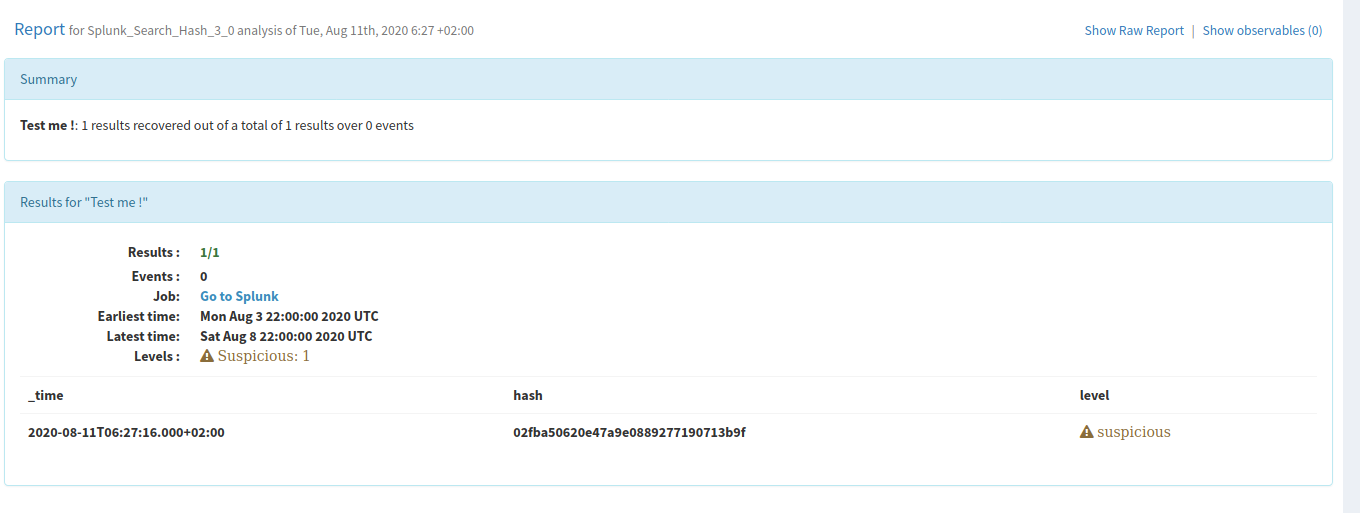 Report for Splunk_Search_Hash_3_0 analysis of Tue, Aug 11th, 2020 6:27 +02:00 Show Raw Report | Show observables (0)
Summary
Test me !: 1 results recovered out of a total of 1 results over 0 events
Results for "Test me !"
Results : 1/1
Events : 0
Job: Go to Splunk
Earliest time: Mon Aug 3 22:00:00 2020 UTC
Latest time: Sat Aug 8 22:00:00 2020 UTC
Levels : Suspicious: 1
_time hash level
2020-08-11T06:27:16.000+02:00 02fba50620e47a9e0889277190713b9f suspicious